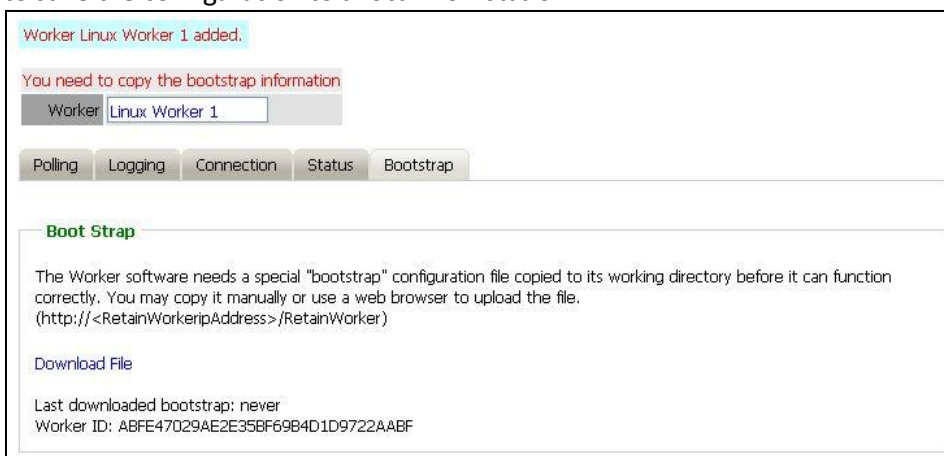 Worker Linux Worker 1 added.
You need to copy the bootstrap information
Worker Linux Worker 1
Polling Logging Connection Status Bootstrap
Boot Strap
The Worker software needs a special "bootstrap" configuration file copied to its working directory before it can function
correctly. You may copy it manually or use a web browser to upload the file.
(http://<RetainWorkeripAddress>/RetainWorker)
Download File
Last downloaded bootstrap: never
Worker ID: ABFE47029AE2E35BF69B4D1D9722AABF